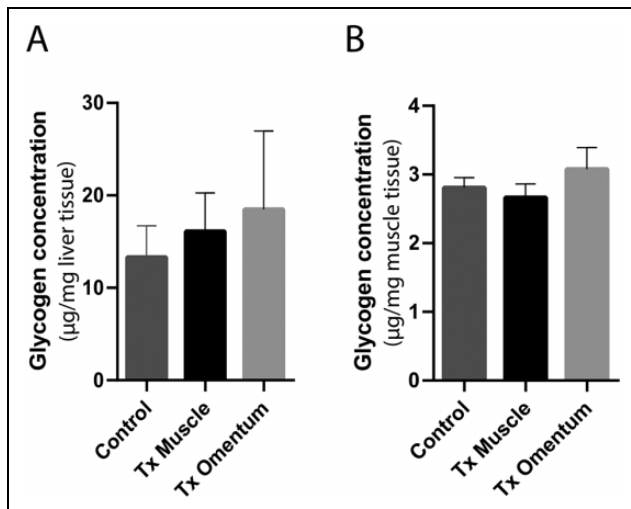 A
Glycogen concentration
(µg/mg liver tissue)
30
20
10
0
Control
Tx Muscle
Tx Omentum
B
Glycogen concentration
(µg/mg muscle tissue)
4
3
2
1
0
Control
Tx Muscle
Tx Omentum